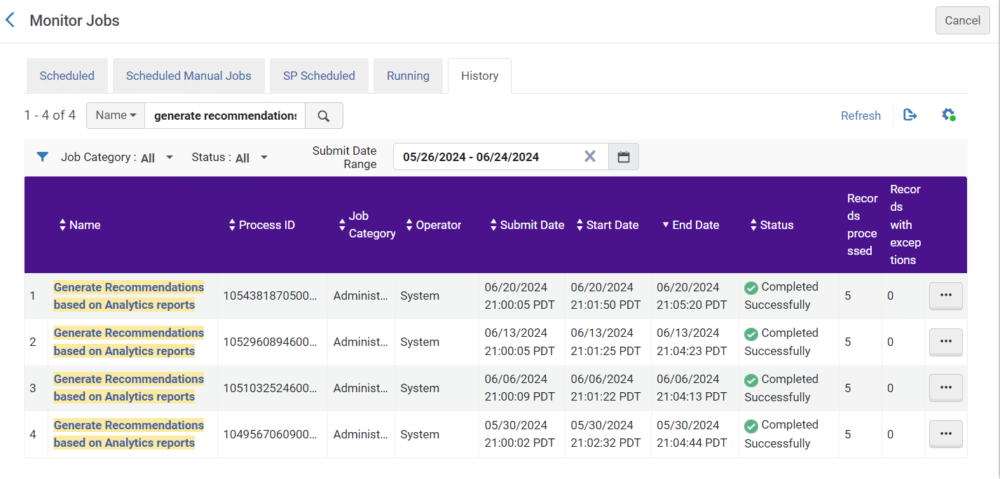 Monitor Jobs
Cancel
Scheduled
Scheduled Manual Jobs
SP Scheduled
Running
History
1 - 4 of 4
Name
generate recommendations
Refresh
Job Category : All
Status : All
Submit Date
Range
05/26/2024 - 06/24/2024
Name
Process ID
Job
Category
Operator
Submit Date
Start Date
End Date
Status
Recor
ds
proce
ssed
Recor
ds
with
excep
tions
1
Generate Recommendations
based on Analytics reports
1054381870500...
Administ...
System
06/20/2024
21:00:05 PDT
06/20/2024
21:01:50 PDT
06/20/2024
21:05:20 PDT
Completed
Successfully
5
0
2
Generate Recommendations
based on Analytics reports
1052960894600...
Administ...
System
06/13/2024
21:00:05 PDT
06/13/2024
21:01:25 PDT
06/13/2024
21:04:23 PDT
Completed
Successfully
5
0
3
Generate Recommendations
based on Analytics reports
1051032524600...
Administ...
System
06/06/2024
21:00:09 PDT
06/06/2024
21:01:22 PDT
06/06/2024
21:04:13 PDT
Completed
Successfully
5
0
4
Generate Recommendations
based on Analytics reports
1049567060900...
Administ...
System
05/30/2024
21:00:02 PDT
05/30/2024
21:02:32 PDT
05/30/2024
21:04:44 PDT
Completed
Successfully
5
0